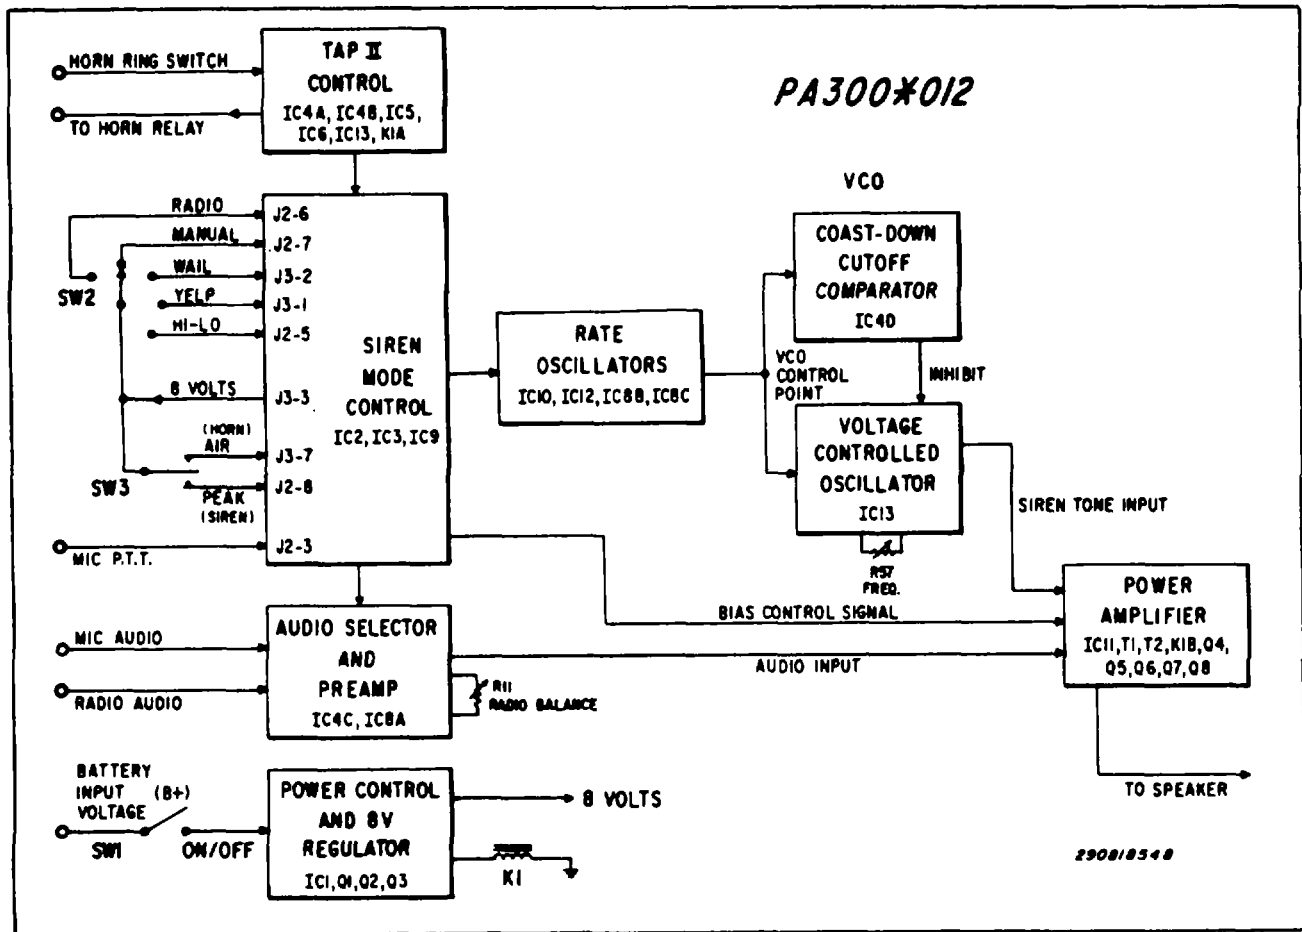 PA300*012
HORN RING SWITCH
TO HORN RELAY
TAP II
CONTROL
IC4A, IC4B, IC5,
IC6, IC13, K1A
RADIO
MANUAL
WAIL
YELP
HI-LO
8 VOLTS
(HORN)
AIR
PEAK
(SIREN)
SW2
SW3
MIC P.T.T.
J2-6
J2-7
J3-2
J3-1
J2-5
J3-3
J3-7
J2-8
J2-3
SIREN
MODE
CONTROL
IC2, IC3, IC9
RATE
OSCILLATORS
IC10, IC12, IC8B, IC8C
VCO
CONTROL
POINT
VCO
COAST-DOWN
CUTOFF
COMPARATOR
IC4D
INHIBIT
VOLTAGE
CONTROLLED
OSCILLATOR
IC13
R57
FREQ.
SIREN TONE INPUT
BIAS CONTROL SIGNAL
AUDIO INPUT
POWER
AMPLIFIER
IC11, T1, T2, K1B, Q4,
Q5, Q6, Q7, Q8
TO SPEAKER
MIC AUDIO
RADIO AUDIO
AUDIO SELECTOR
AND
PREAMP
IC4C, IC8A
R11
RADIO BALANCE
BATTERY
INPUT (B+)
VOLTAGE
SW1
ON/OFF
POWER CONTROL
AND 8V
REGULATOR
IC1, Q1, Q2, Q3
8 VOLTS
K1
290818548